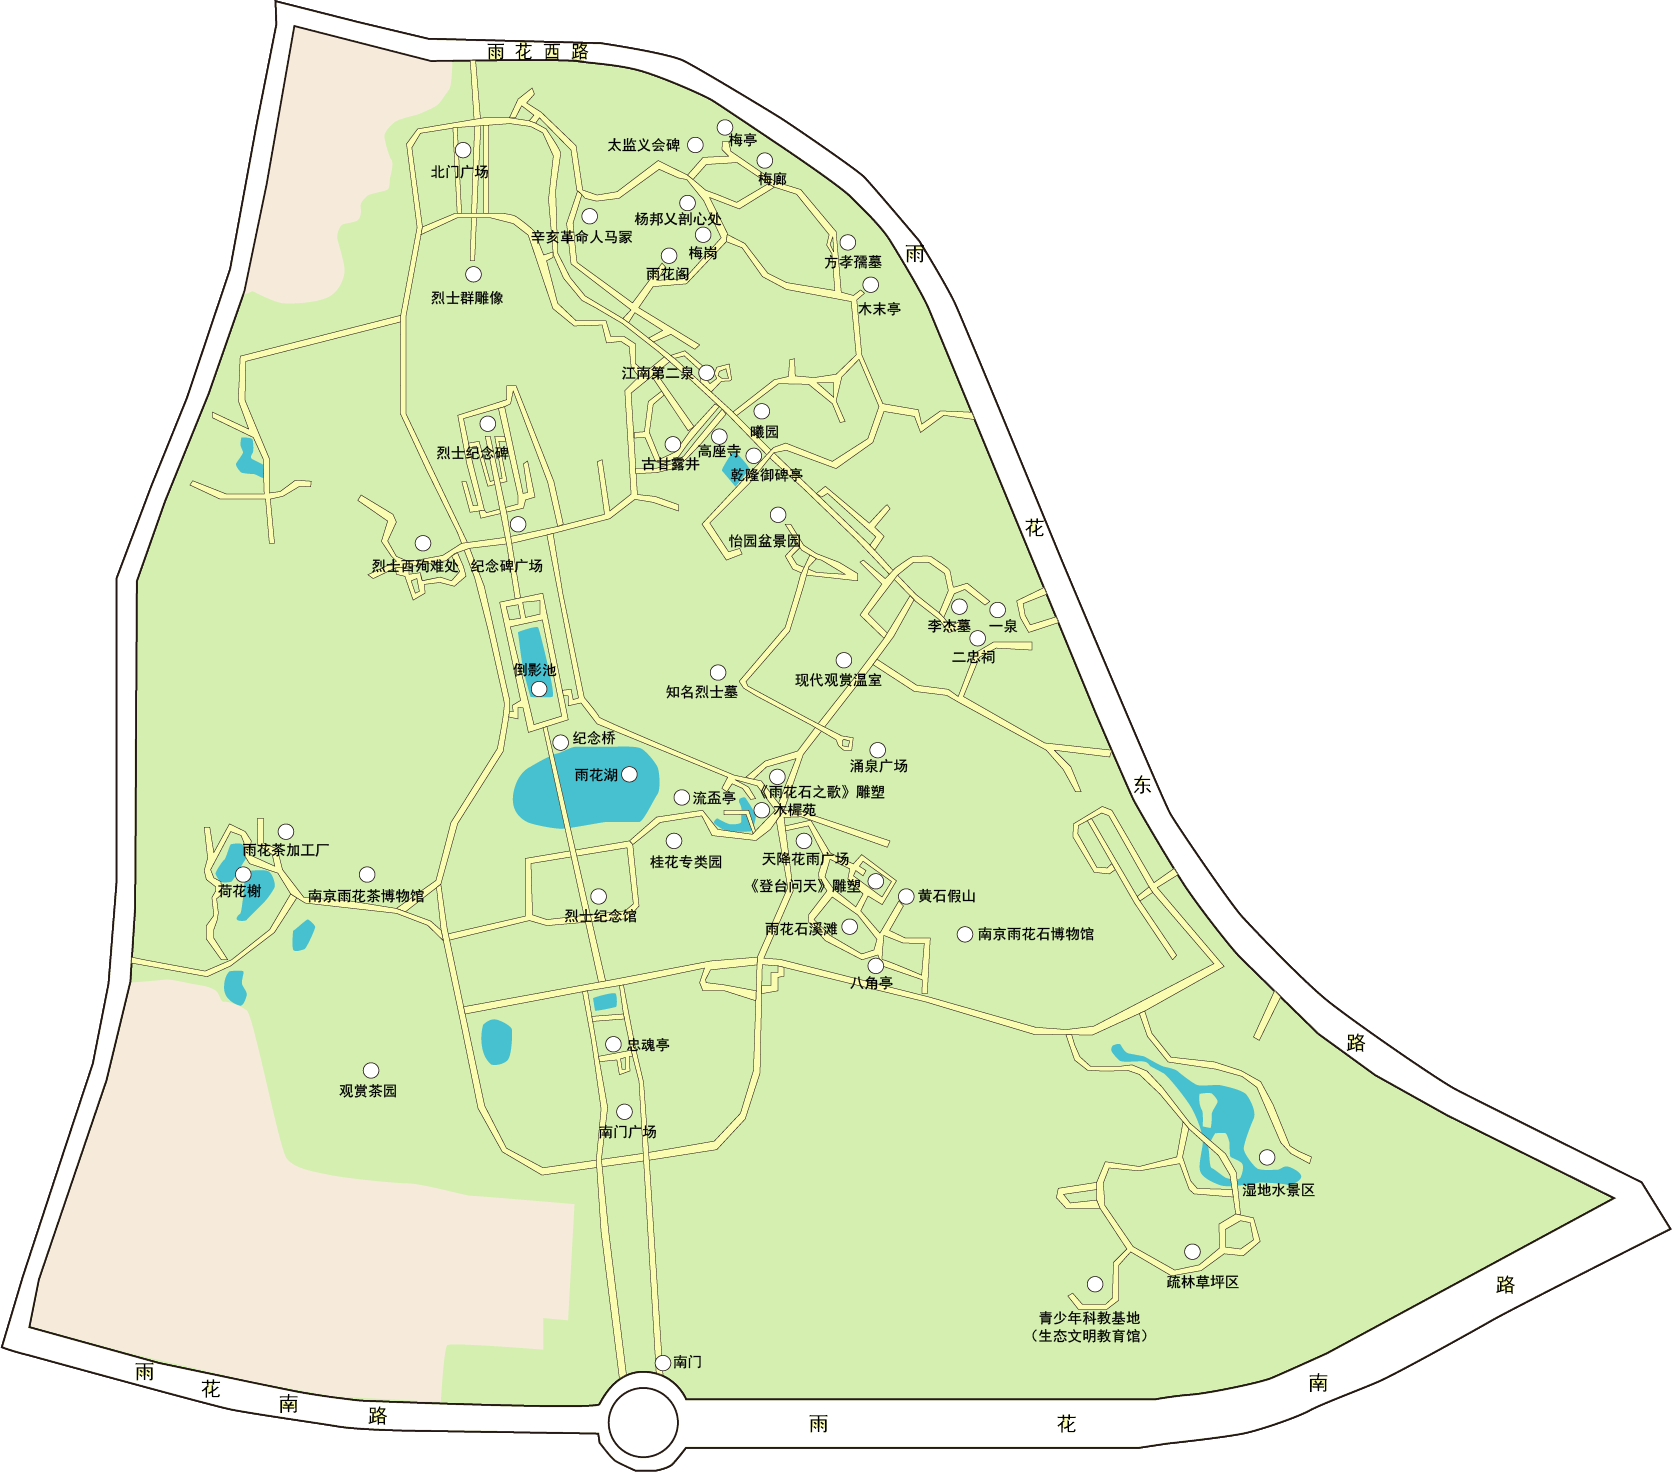 雨花西路
梅亭
太监义会碑
北门广场
梅廊
杨邦乂剖心处
辛亥革命人马冢
梅岗
雨
方孝孺墓
雨花阁
烈士群雕像
木末亭
江南第二泉
曦园
烈士纪念碑
高座寺
古甘露井
乾隆御碑亭
花
怡园盆景园
烈士酉殉难处
纪念碑广场
李杰墓
一泉
二忠祠
倒影池
现代观赏温室
知名烈士墓
纪念桥
涌泉广场
雨花湖
东
《雨花石之歌》雕塑
流盃亭
木樨苑
雨花茶加工厂
天降花雨广场
桂花专类园
《登台问天》雕塑
荷花榭
南京雨花茶博物馆
黄石假山
烈士纪念馆
雨花石溪滩
南京雨花石博物馆
八角亭
忠魂亭
路
观赏茶园
南门广场
湿地水景区
疏林草坪区
路
青少年科教基地
（生态文明教育馆）
南门
雨
花
南
路
南
雨
花